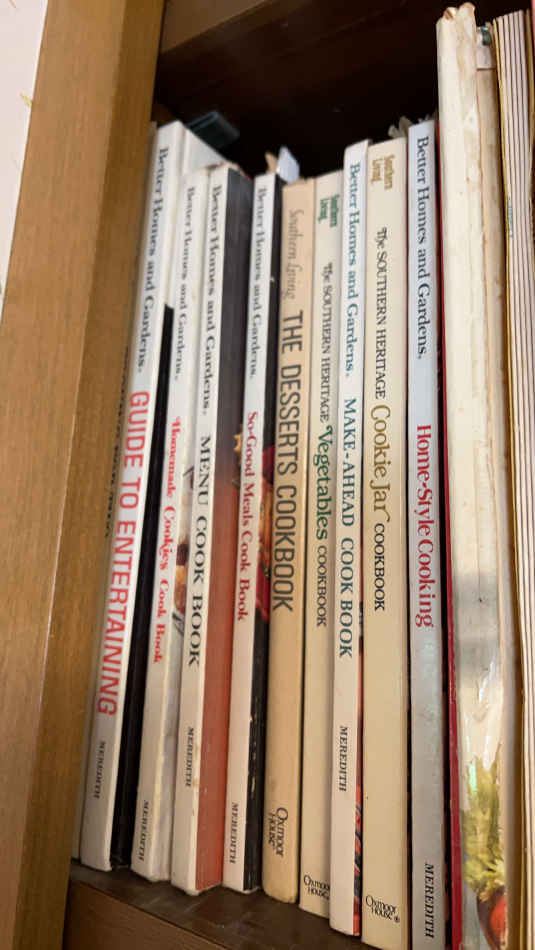 Better Homes and Gardens®
GUIDE TO ENTERTAINING
MEREDITH
Better Homes and Gardens®
Homemade Cookies Cook Book
MEREDITH
Better Homes and Gardens®
MENU COOK BOOK
MEREDITH
Better Homes and Gardens®
So-Good Meals Cook Book
MEREDITH
Southern Living
THE DESSERTS COOKBOOK
Oxmoor
House
Southern
Living
The SOUTHERN HERITAGE Vegetables COOKBOOK
Oxmoor
House
Better Homes and Gardens®
MAKE-AHEAD COOK BOOK
MEREDITH
Southern
Living
The SOUTHERN HERITAGE Cookie Jar COOKBOOK
Oxmoor
House®
Better Homes and Gardens®
Home-Style Cooking
MEREDITH